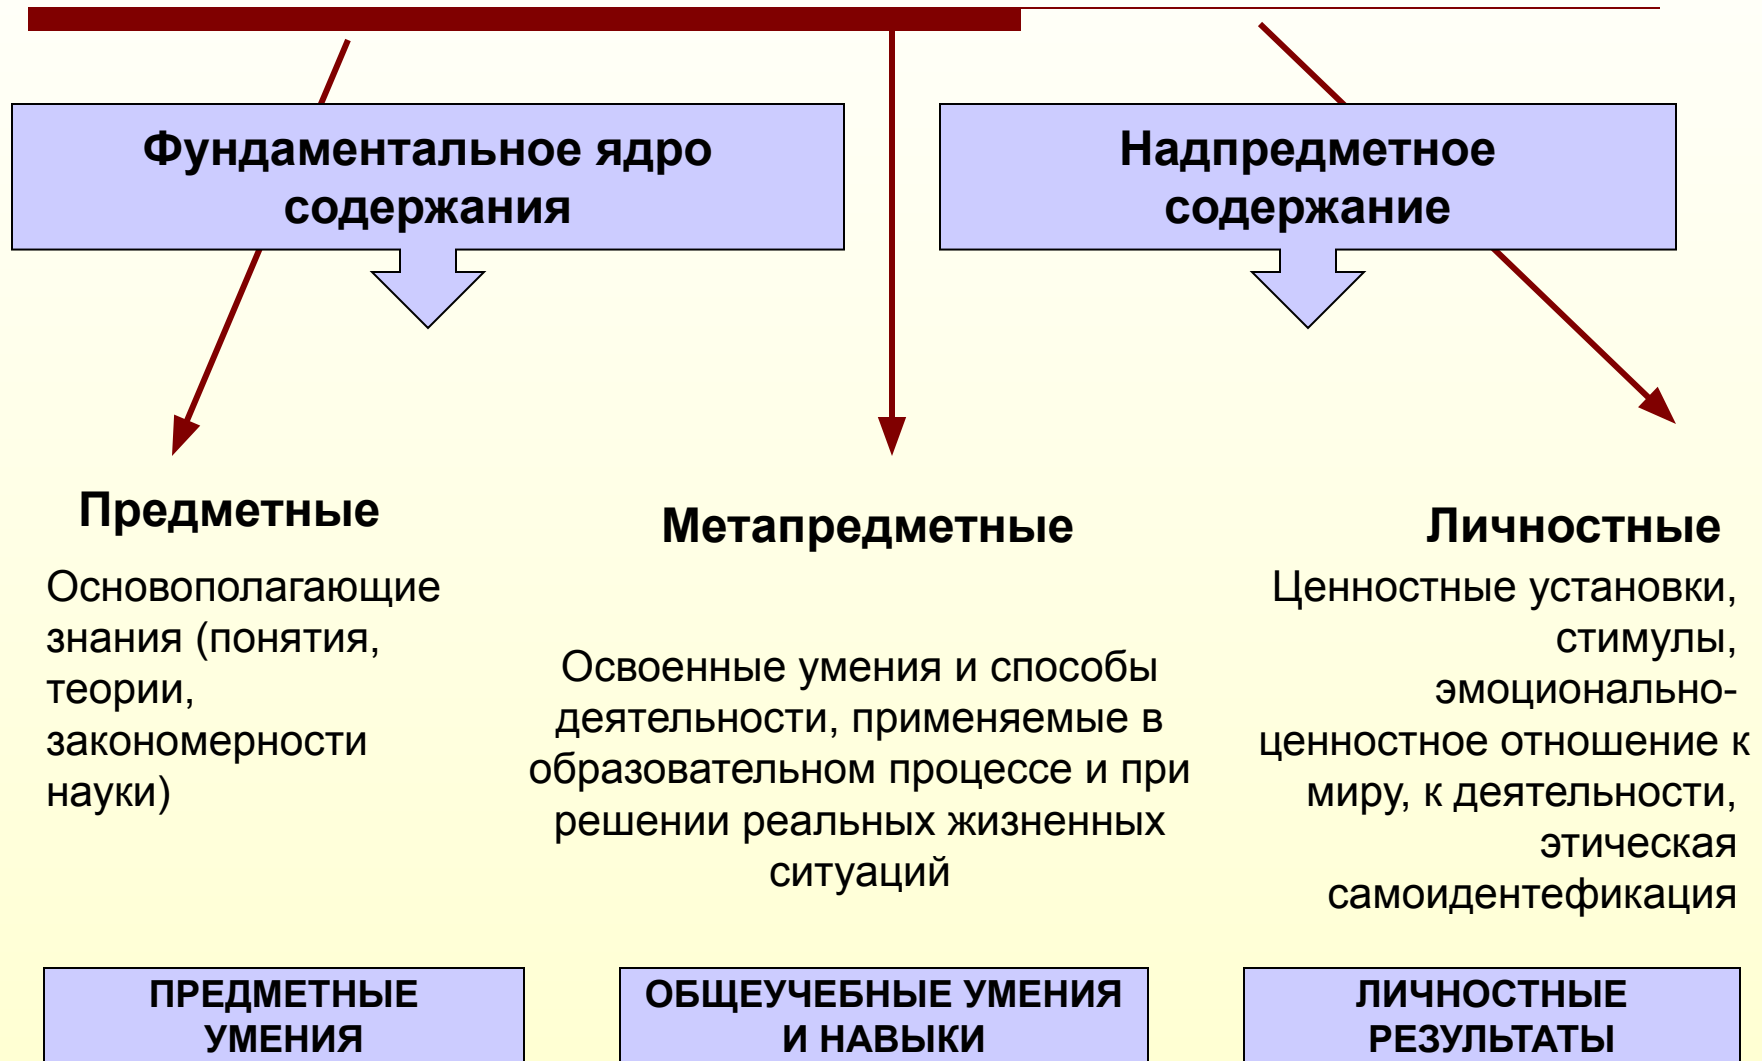 Фундаментальное ядро
содержания
Надпредметное
содержание
Предметные
Основополагающие
знания (понятия,
теории,
закономерности
науки)
Метапредметные
Освоенные умения и способы
деятельности, применяемые в
образовательном процессе и при
решении реальных жизненных
ситуаций
Личностные
Ценностные установки,
стимулы,
эмоционально-
ценностное отношение к
миру, к деятельности,
этическая
самоидентефикация
ПРЕДМЕТНЫЕ
УМЕНИЯ
ОБЩЕУЧЕБНЫЕ УМЕНИЯ
И НАВЫКИ
ЛИЧНОСТНЫЕ
РЕЗУЛЬТАТЫ